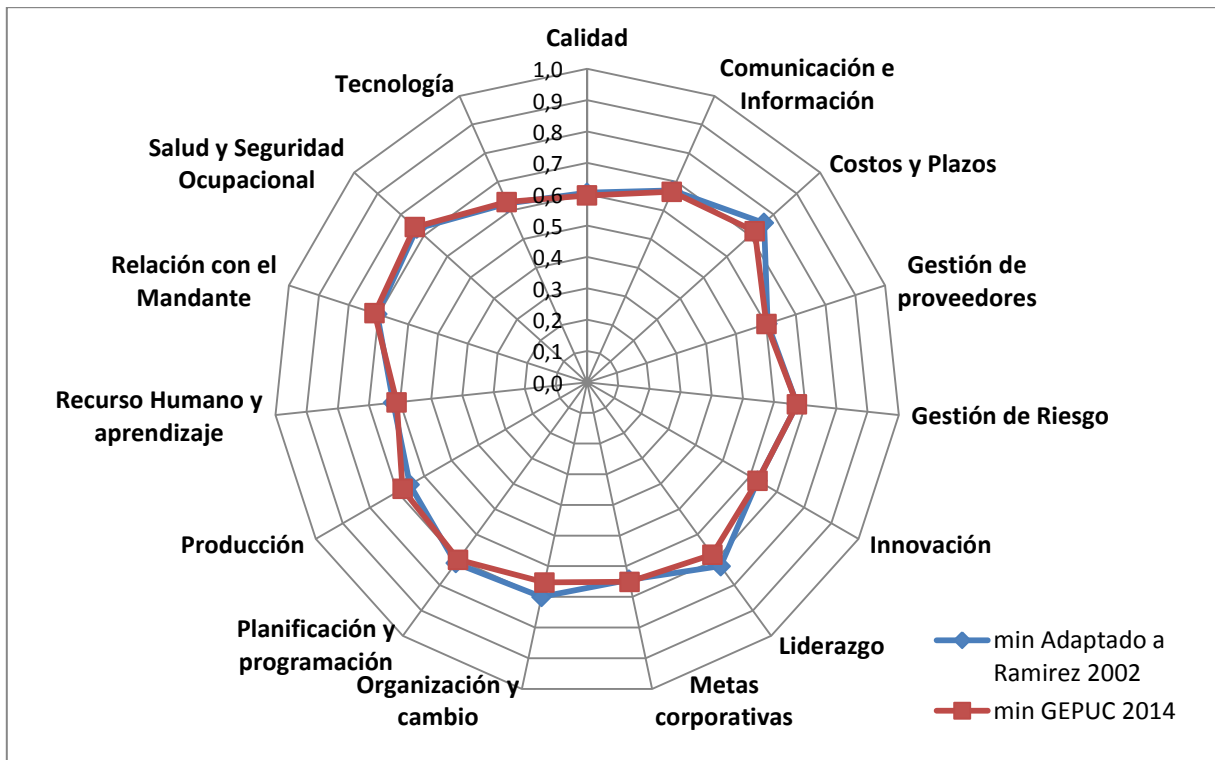 Calidad
Comunicación e
Información
Costos y Plazos
Gestión de
proveedores
Gestión de Riesgo
Innovación
Liderazgo
Metas
corporativas
Organización y
cambio
Planificación y
programación
Producción
Recurso Humano y
aprendizaje
Relación con el
Mandante
Salud y Seguridad
Ocupacional
Tecnología
1,0
0,9
0,8
0,7
0,6
0,5
0,4
0,3
0,2
0,1
0,0
min Adaptado a
Ramirez 2002
min GEPUC 2014